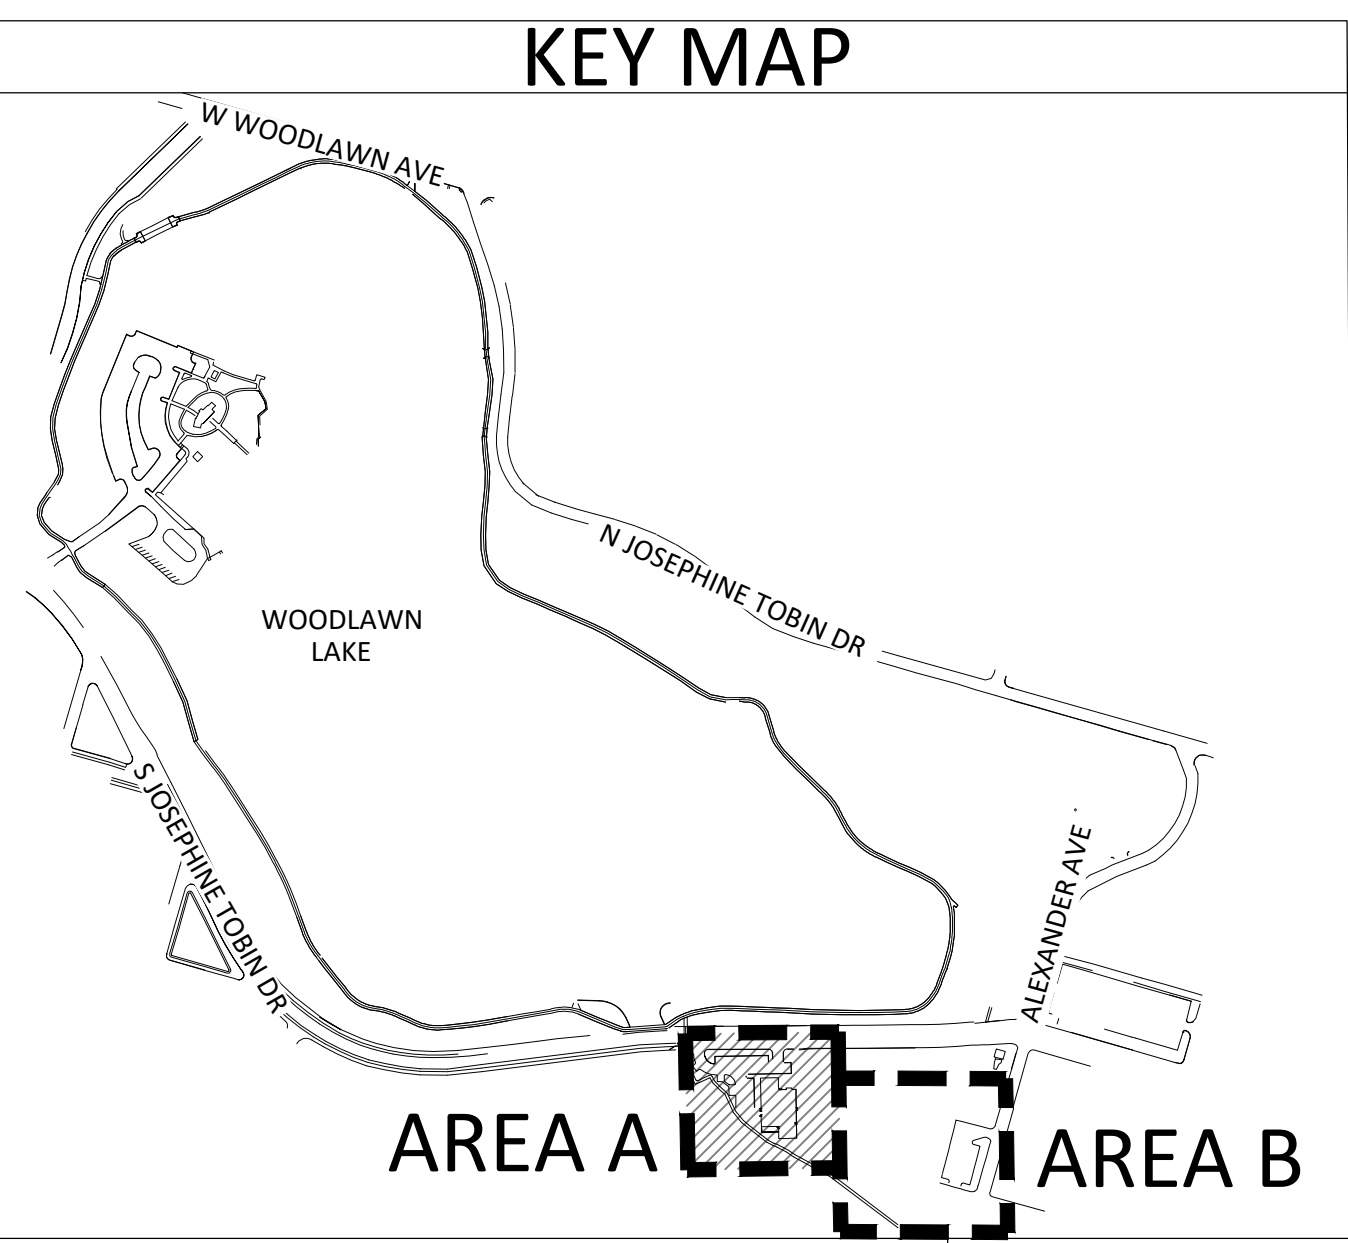 KEY MAP
W WOODLAWN AVE
N JOSEPHINE TOBIN DR
WOODLAWN
LAKE
S JOSEPHINE TOBIN DR
ALEXANDER AVE
AREA A
AREA B